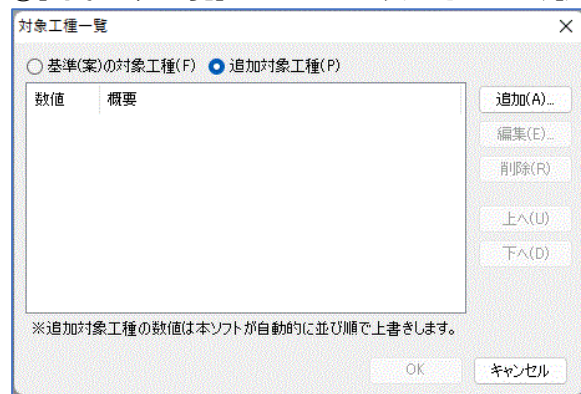 対象工種一覧
基準(案)の対象工種(F) 追加対象工種(P)
数値 概要
追加(A)...
編集(E)...
削除(R)
上へ(U)
下へ(D)
※追加対象工種の数値は本ソフトが自動的に並び順で上書きします。
OK キャンセル